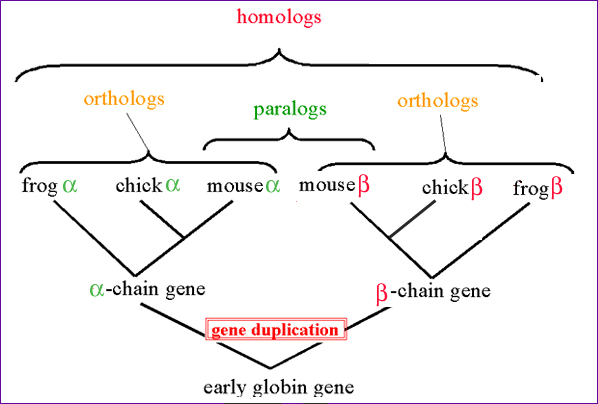 homologs
orthologs
paralogs
orthologs
frog α chick α mouse α mouse β chick β frog β
α-chain gene β-chain gene
gene duplication
early globin gene